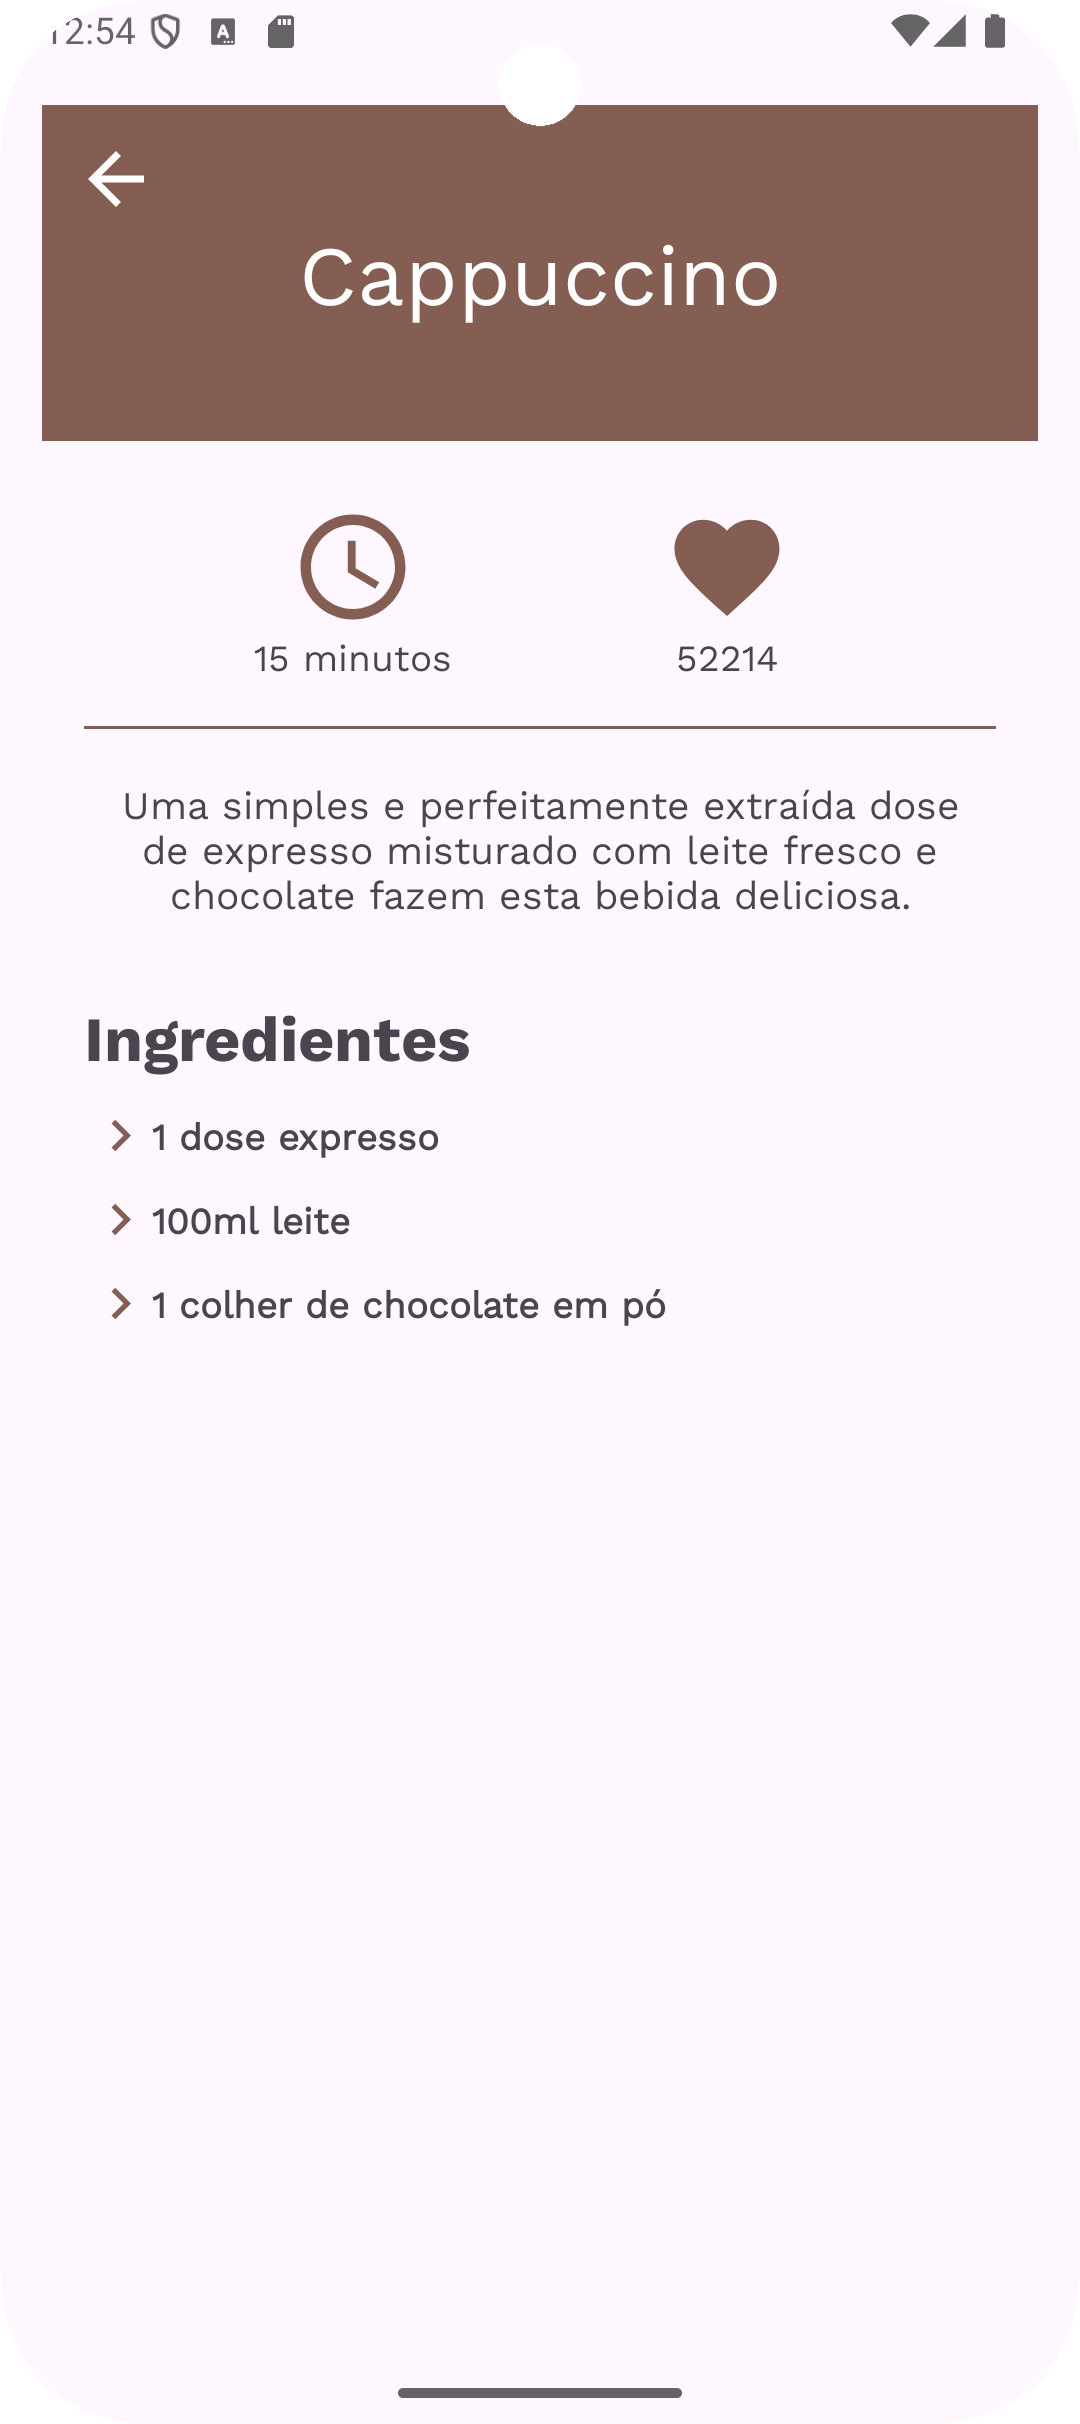 12:54
Cappuccino
15 minutos
52214
Uma simples e perfeitamente extraída dose
de expresso misturado com leite fresco e
chocolate fazem esta bebida deliciosa.
Ingredientes
1 dose expresso
100ml leite
1 colher de chocolate em pó